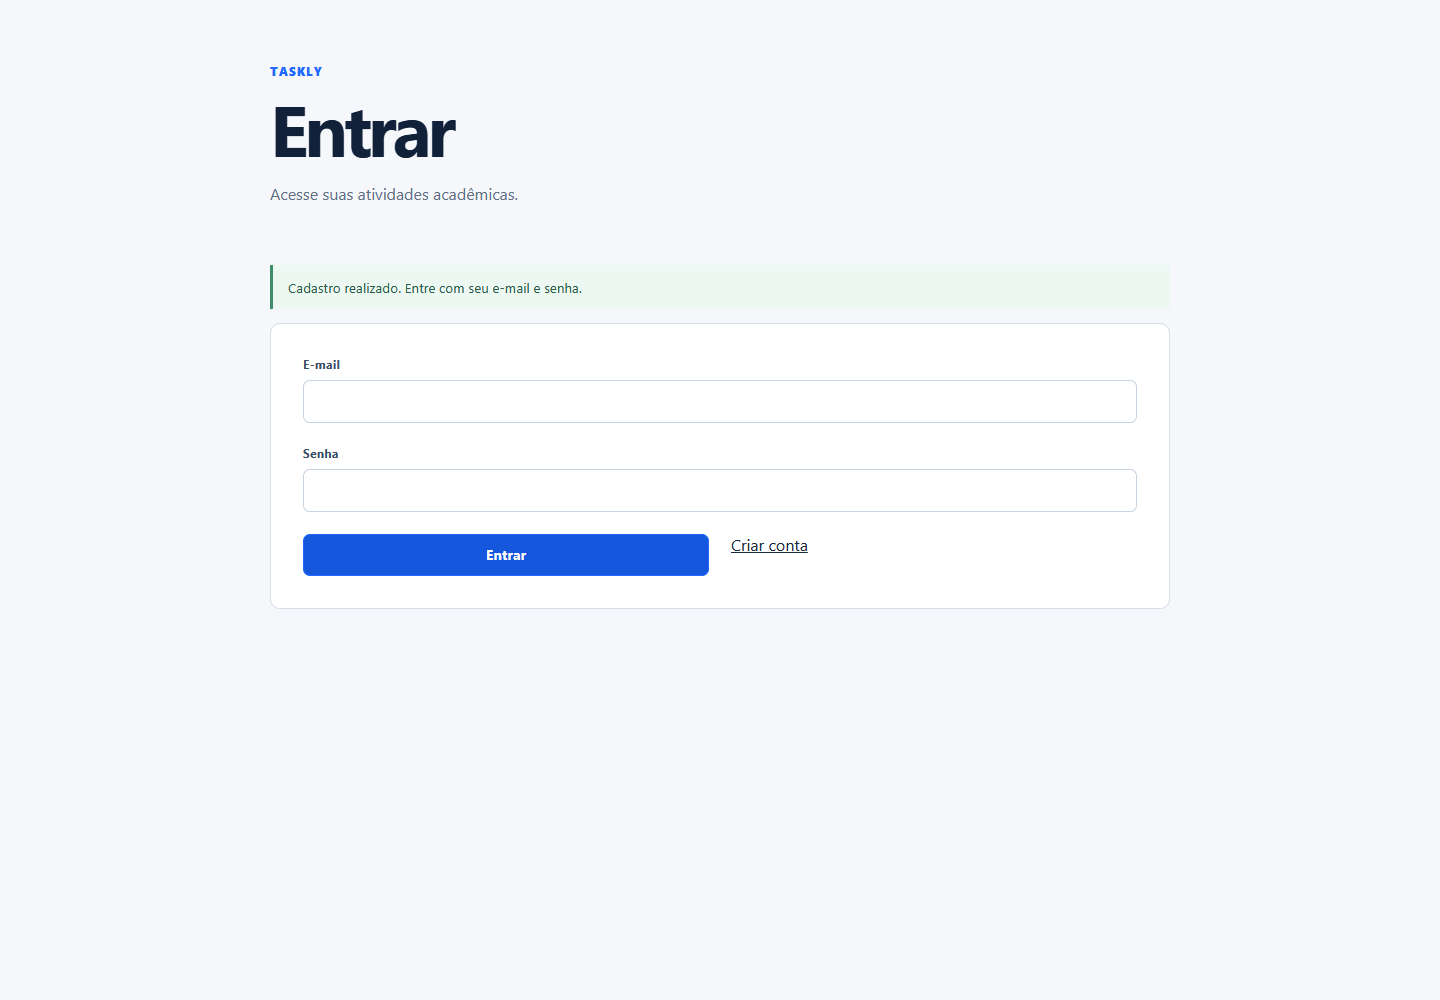 TASKLY
Entrar
Acesse suas atividades acadêmicas.
Cadastro realizado. Entre com seu e-mail e senha.
E-mail
Senha
Entrar
Criar conta